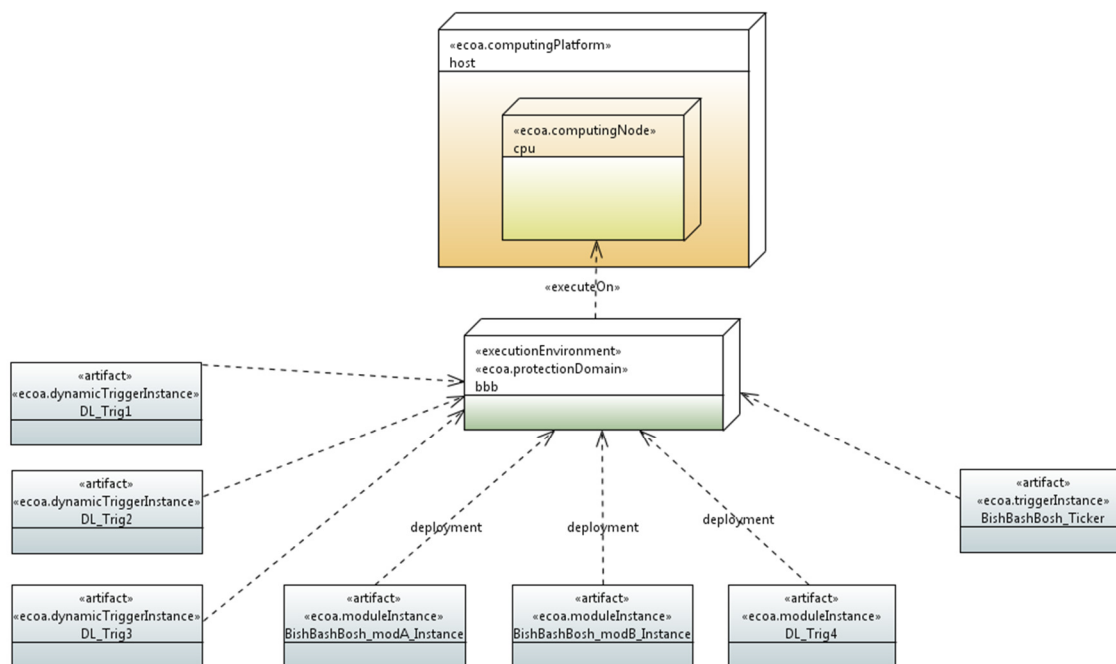 «ecoa.computingPlatform»
host
«ecoa.computingNode»
cpu
«executeOn»
«executionEnvironment»
«ecoa.protectionDomain»
bbb
«artifact»
«ecoa.dynamicTriggerInstance»
DL_Trig1
«artifact»
«ecoa.dynamicTriggerInstance»
DL_Trig2
«artifact»
«ecoa.triggerInstance»
BishBashBosh_Ticker
deployment
deployment
deployment
«artifact»
«ecoa.dynamicTriggerInstance»
DL_Trig3
«artifact»
«ecoa.moduleInstance»
BishBashBosh_modA_Instance
«artifact»
«ecoa.moduleInstance»
BishBashBosh_modB_Instance
«artifact»
«ecoa.moduleInstance»
DL_Trig4